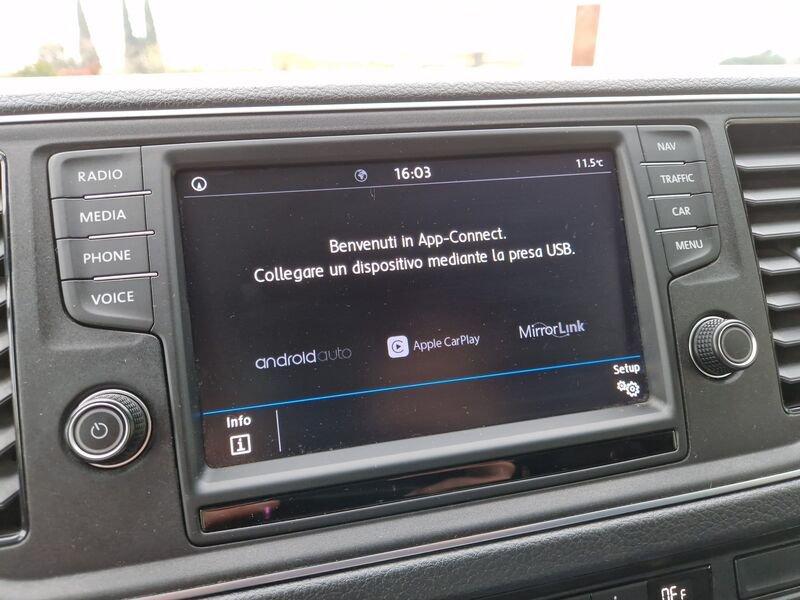 RADIO
MEDIA
PHONE
VOICE
16:03
11.5°C
Benvenuti in App-Connect.
Collegare un dispositivo mediante la presa USB.
androidauto
Apple CarPlay
MirrorLink
Info
i
Setup
NAV
TRAFFIC
CAR
MENU
OFF